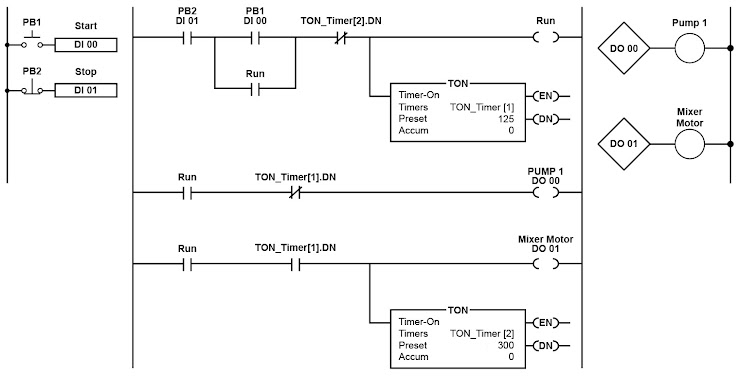 PB1
Start
DI 00
PB2
Stop
DI 01
PB2
DI 01
PB1
DI 00
TON_Timer[2].DN
Run
Run
TON
Timer-On
Timers TON_Timer [1]
Preset 125
Accum 0
EN
DN
Run
TON_Timer[1].DN
PUMP 1
DO 00
Run
TON_Timer[1].DN
Mixer Motor
DO 01
TON
Timer-On
Timers TON_Timer [2]
Preset 300
Accum 0
EN
DN
Pump 1
DO 00
Mixer
Motor
DO 01